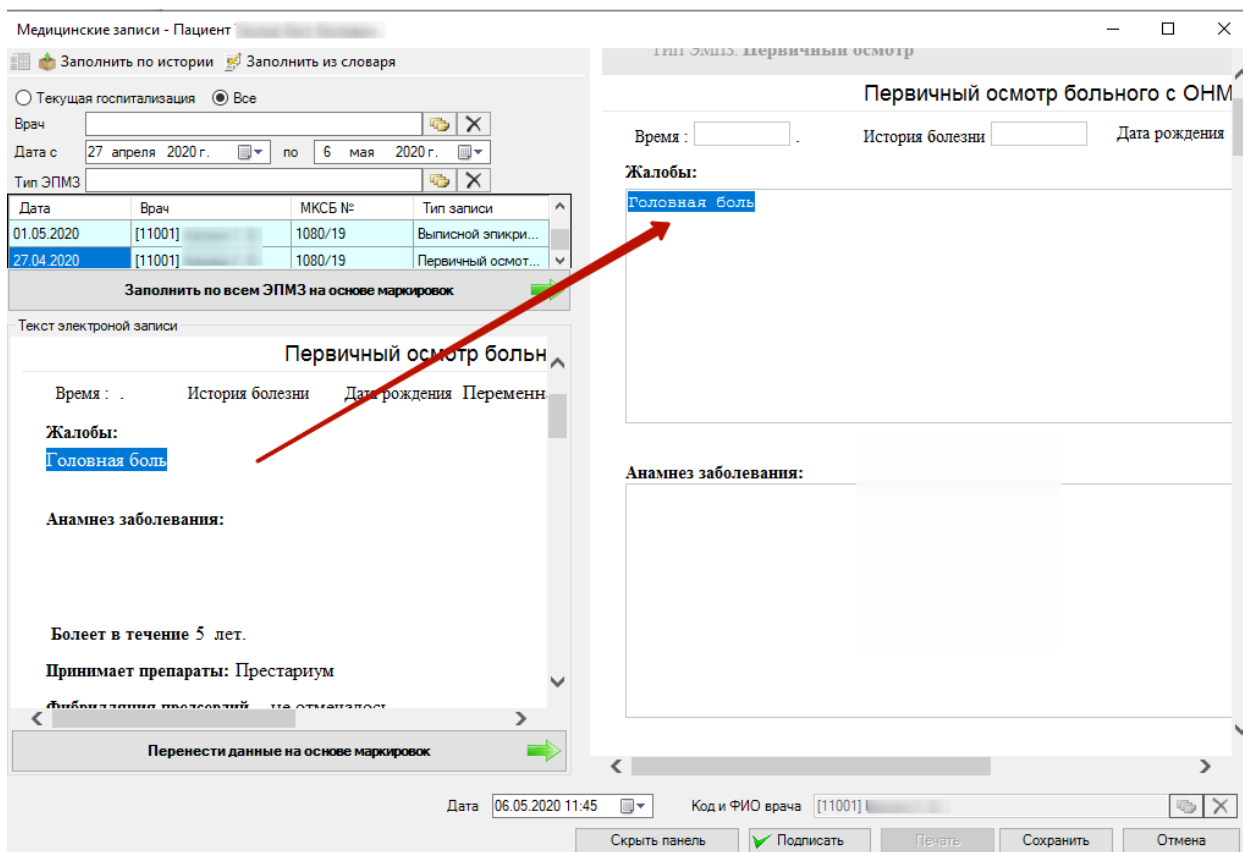 Медицинские записи - Пациент
Заполнить по истории Заполнить из словаря
Текущая госпитализация Все
Врач
Дата с 27 апреля 2020 г. по 6 мая 2020 г.
Тип ЭПМЗ
Дата Врач МКСБ № Тип записи
01.05.2020 [11001] 1080/19 Выписной эпикри...
27.04.2020 [11001] 1080/19 Первичный осмот...
Заполнить по всем ЭПМЗ на основе маркировок
Текст электроной записи
Первичный осмотр больн
Время : . История болезни Дата рождения Переменн
Жалобы:
Головная боль
Анамнез заболевания:
Болеет в течение 5 лет.
Принимает препараты: Престариум
Фибрилляция предсердий не отмечалось
Перенести данные на основе маркировок
Тип ЭМПЗ: Первичный осмотр
Первичный осмотр больного с ОНМ
Время : . История болезни Дата рождения
Жалобы:
Головная боль
Анамнез заболевания:
Дата 06.05.2020 11:45 Код и ФИО врача [11001]
Скрыть панель Подписать Печать Сохранить Отмена